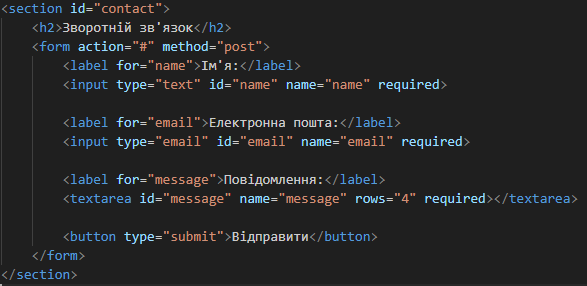 <section id="contact">
<h2>Зворотній зв'язок</h2>
<form action="#" method="post">
<label for="name">Ім'я:</label>
<input type="text" id="name" name="name" required>
<label for="email">Електронна пошта:</label>
<input type="email" id="email" name="email" required>
<label for="message">Повідомлення:</label>
<textarea id="message" name="message" rows="4" required></textarea>
<button type="submit">Відправити</button>
</form>
</section>